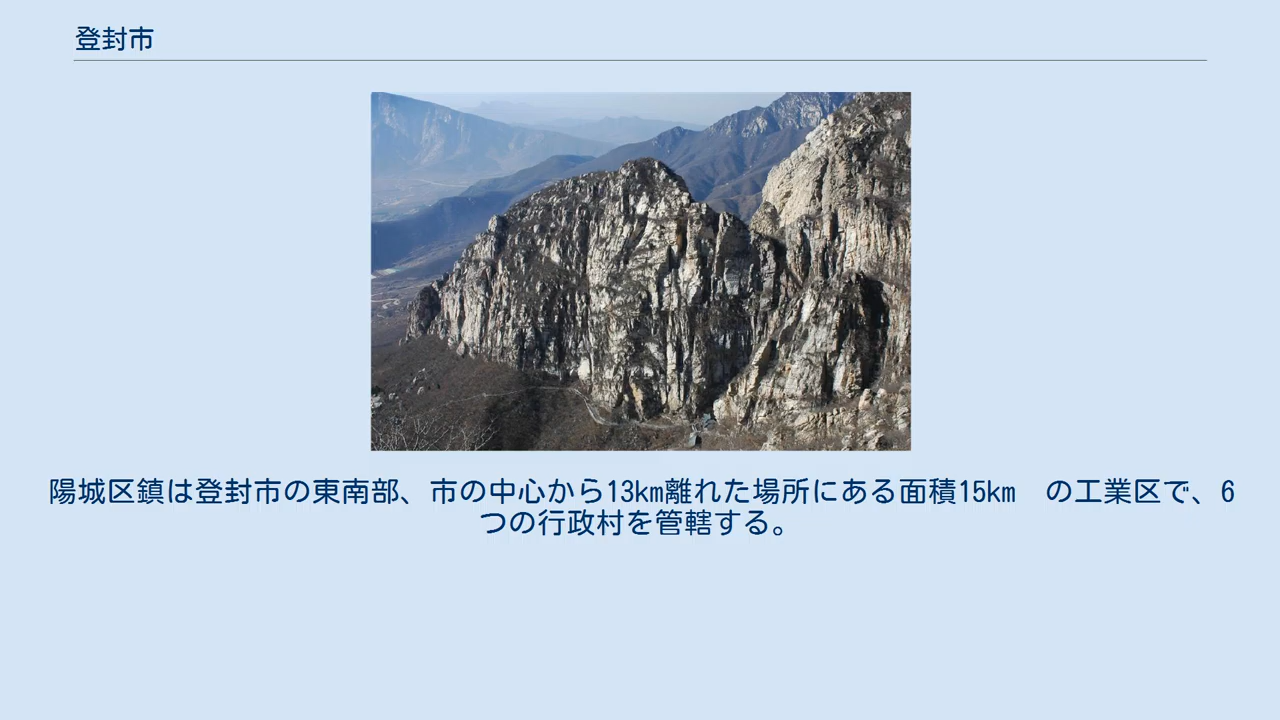 登封市
陽城区鎮は登封市の東南部、市の中心から13km離れた場所にある面積15km　の工業区で、6
つの行政村を管轄する。